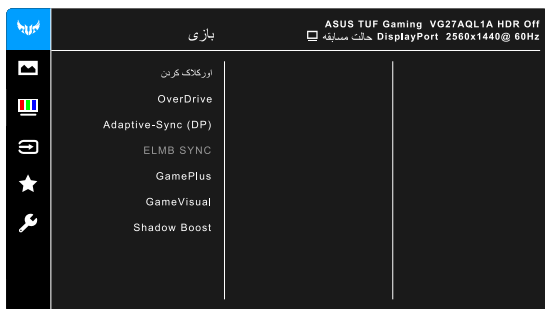 بازی
ASUS TUF Gaming VG27AQL1A HDR Off
حالت مسابقه DisplayPort 2560x1440@ 60Hz
اورکلاک کردن
OverDrive
Adaptive-Sync (DP)
ELMB SYNC
GamePlus
GameVisual
Shadow Boost